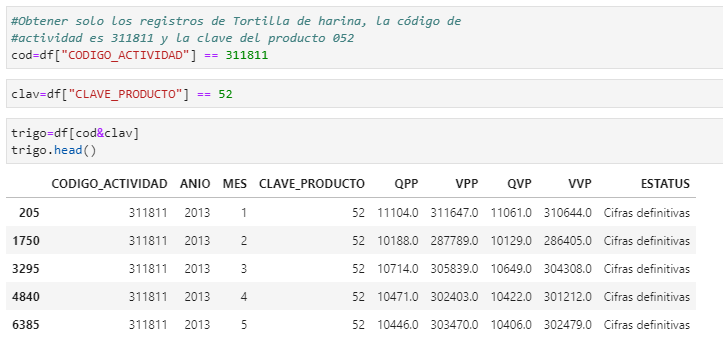 #Obtener solo los registros de Tortilla de harina, la código de
#actividad es 311811 y la clave del producto 052
cod=df["CODIGO_ACTIVIDAD"] == 311811
clav=df["CLAVE_PRODUCTO"] == 52
trigo=df[cod&clav]
trigo.head()
CODIGO_ACTIVIDAD ANIO MES CLAVE_PRODUCTO QPP VPP QVP VVP ESTATUS
205 311811 2013 1 52 11104.0 311647.0 11061.0 310644.0 Cifras definitivas
1750 311811 2013 2 52 10188.0 287789.0 10129.0 286405.0 Cifras definitivas
3295 311811 2013 3 52 10714.0 305839.0 10649.0 304308.0 Cifras definitivas
4840 311811 2013 4 52 10471.0 302403.0 10422.0 301212.0 Cifras definitivas
6385 311811 2013 5 52 10446.0 303470.0 10406.0 302479.0 Cifras definitivas